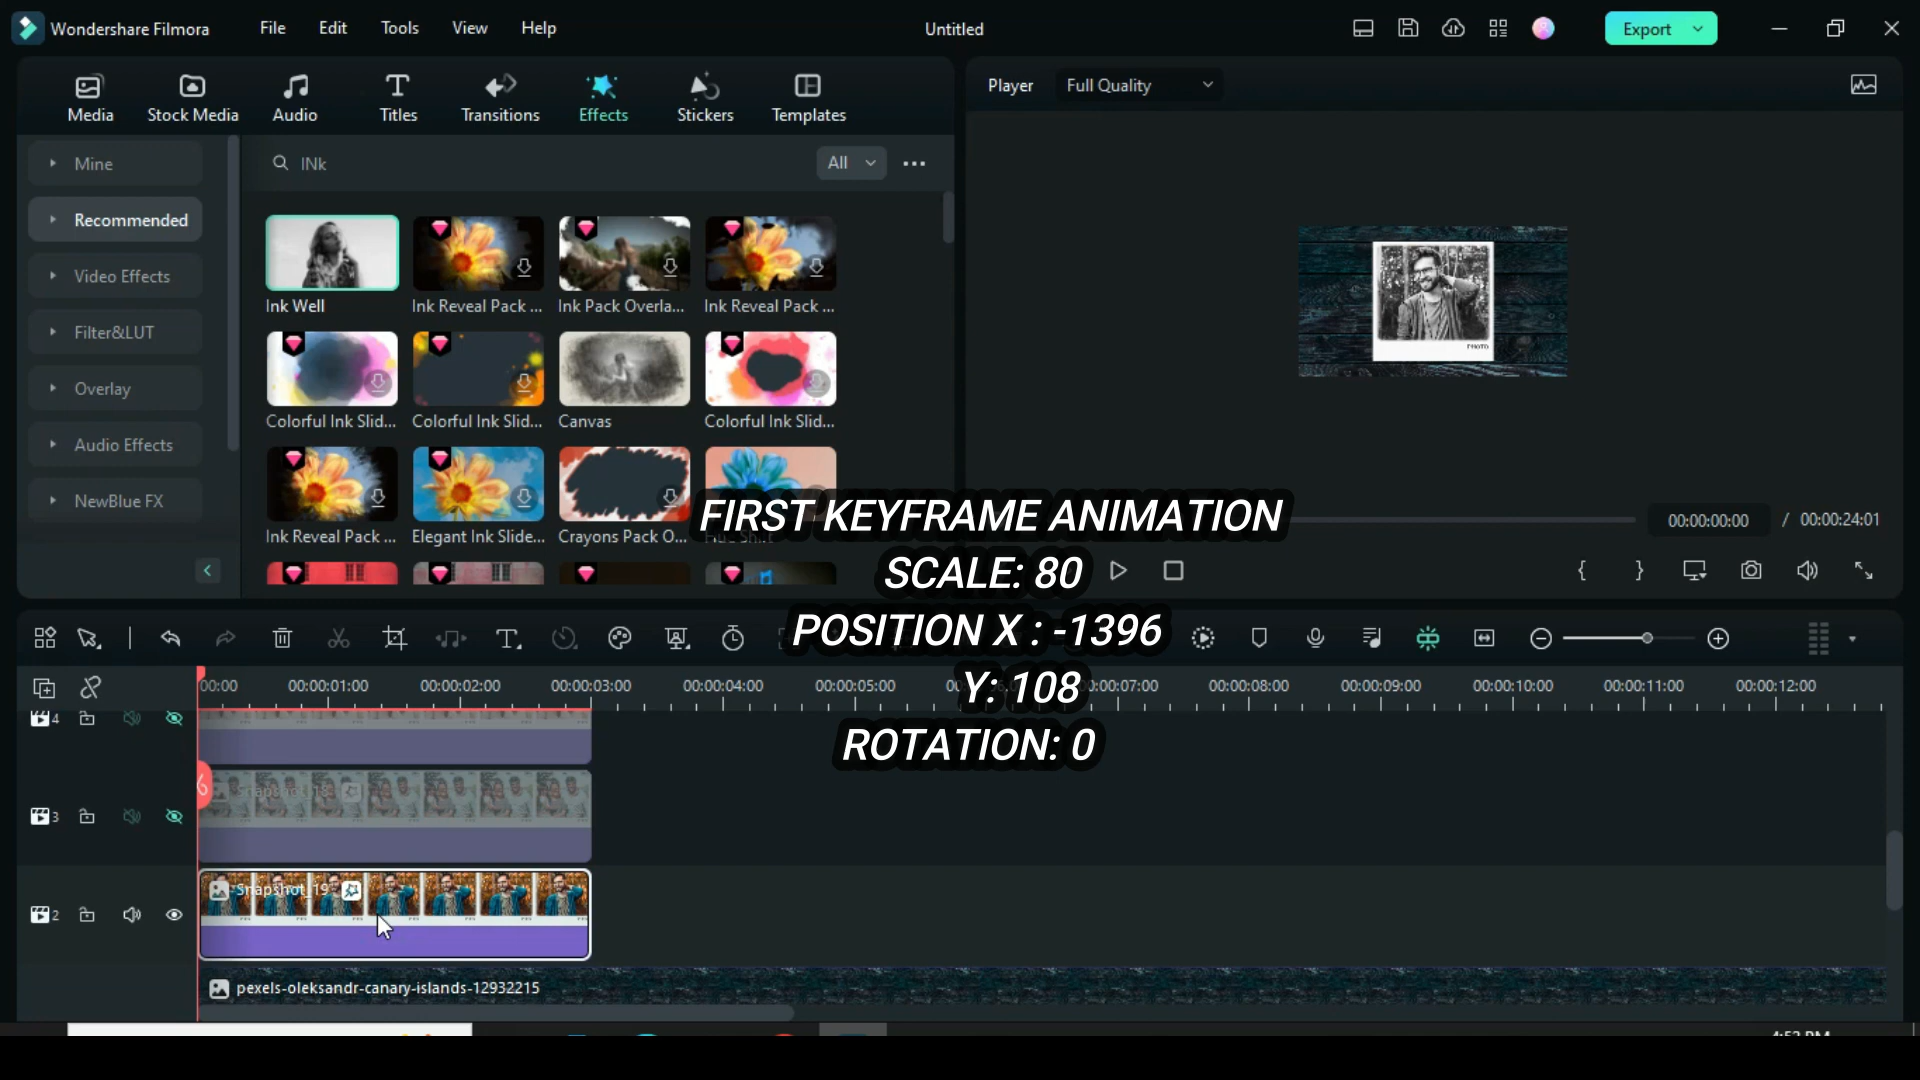 Wondershare Filmora File Edit Tools View Help Untitled Export
Media Stock Media Audio Titles Transitions Effects Stickers Templates
Player Full Quality
Mine
INk All
Recommended
Video Effects
Filter&LUT
Overlay
Audio Effects
NewBlue FX
Ink Well Ink Reveal Pack ... Ink Pack Overla... Ink Reveal Pack ...
Colorful Ink Slid... Colorful Ink Slid... Canvas Colorful Ink Slid...
Ink Reveal Pack ... Elegant Ink Slide... Crayons Pack O...
PHOTO
00:00:00:00 / 00:00:24:01
FIRST KEYFRAME ANIMATION
SCALE: 80
POSITION X : -1396
Y: 108
ROTATION: 0
00:00 00:00:01:00 00:00:02:00 00:00:03:00 00:00:04:00 00:00:05:00 00:00:07:00 00:00:08:00 00:00:09:00 00:00:10:00 00:00:11:00 00:00:12:00
4
3 Snapshot_18
2 Snapshot_19
pexels-oleksandr-canary-islands-12932215